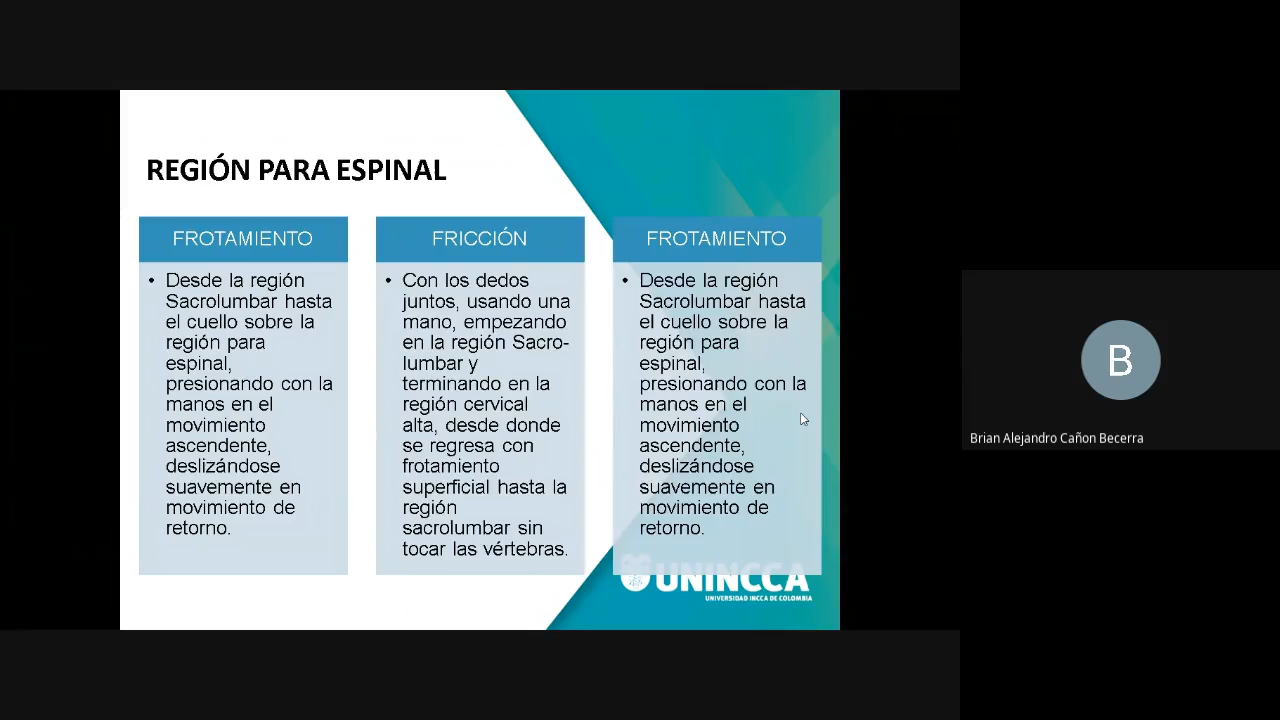 REGIÓN PARA ESPINAL
FROTAMIENTO
• Desde la región
Sacrolumbar hasta
el cuello sobre la
región para
espinal,
presionando con la
manos en el
movimiento
ascendente,
deslizándose
suavemente en
movimiento de
retorno.
FRICCIÓN
• Con los dedos
juntos, usando una
mano, empezando
en la región Sacro-
lumbar y
terminando en la
región cervical
alta, desde donde
se regresa con
frotamiento
superficial hasta la
región
sacrolumbar sin
tocar las vértebras.
FROTAMIENTO
• Desde la región
Sacrolumbar hasta
el cuello sobre la
región para
espinal,
presionando con la
manos en el
movimiento
ascendente,
deslizándose
suavemente en
movimiento de
retorno.
UNINCCA
UNIVERSIDAD INCCA DE COLOMBIA
B
Brian Alejandro Cañon Becerra